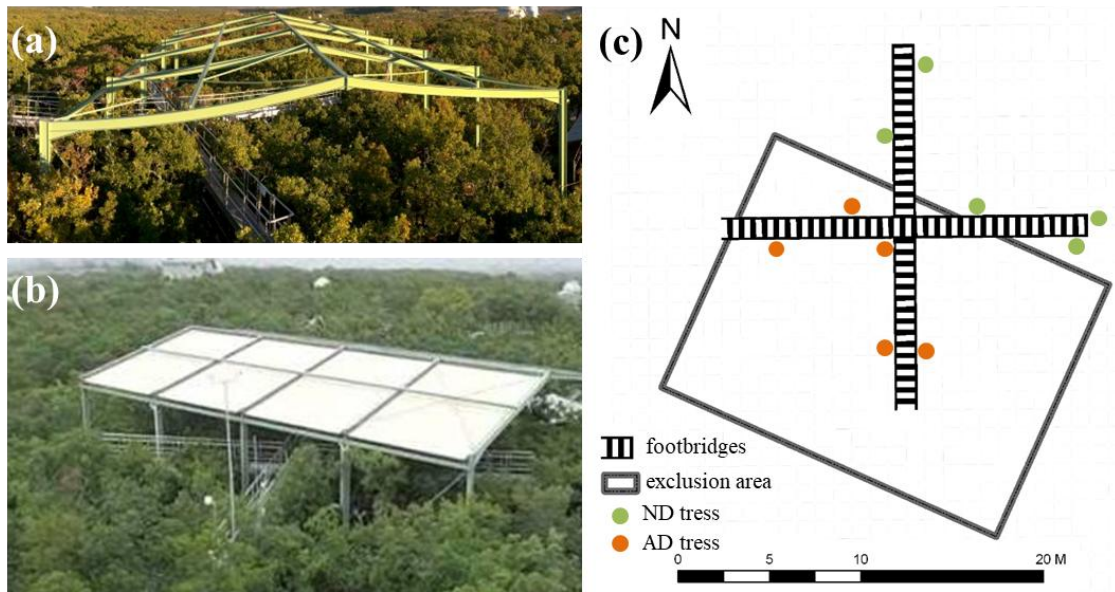 (a)
(b)
(c)
N
footbridges
exclusion area
ND tress
AD tress
0 5 10 20 M